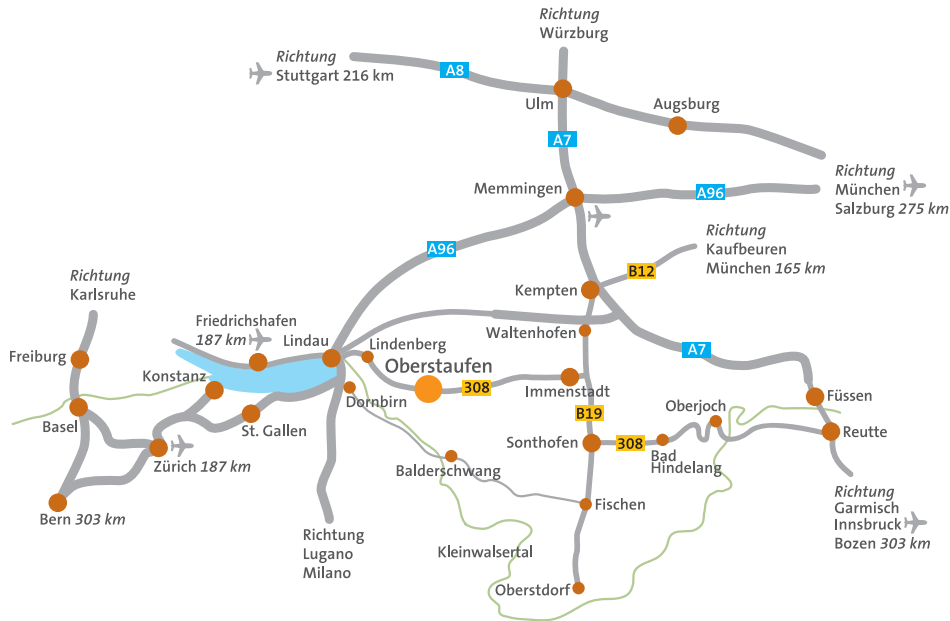 Richtung
Würzburg
Richtung
Stuttgart 216 km
A8
Ulm
Augsburg
A7
Richtung
München
Salzburg 275 km
Memmingen
A96
A96
Richtung
Kaufbeuren
München 165 km
B12
Kempten
Richtung
Karlsruhe
Friedrichshafen
187 km
Lindau
Waltenhofen
Lindenberg
Oberstaufen
A7
Freiburg
Konstanz
308
Immenstadt
Füssen
Dornbirn
B19
Oberjoch
Basel
St. Gallen
Sonthofen
308
Bad
Hindelang
Reutte
Zürich 187 km
Balderschwang
Richtung
Garmisch
Innsbruck
Bozen 303 km
Fischen
Bern 303 km
Richtung
Lugano
Milano
Kleinwalsertal
Oberstdorf